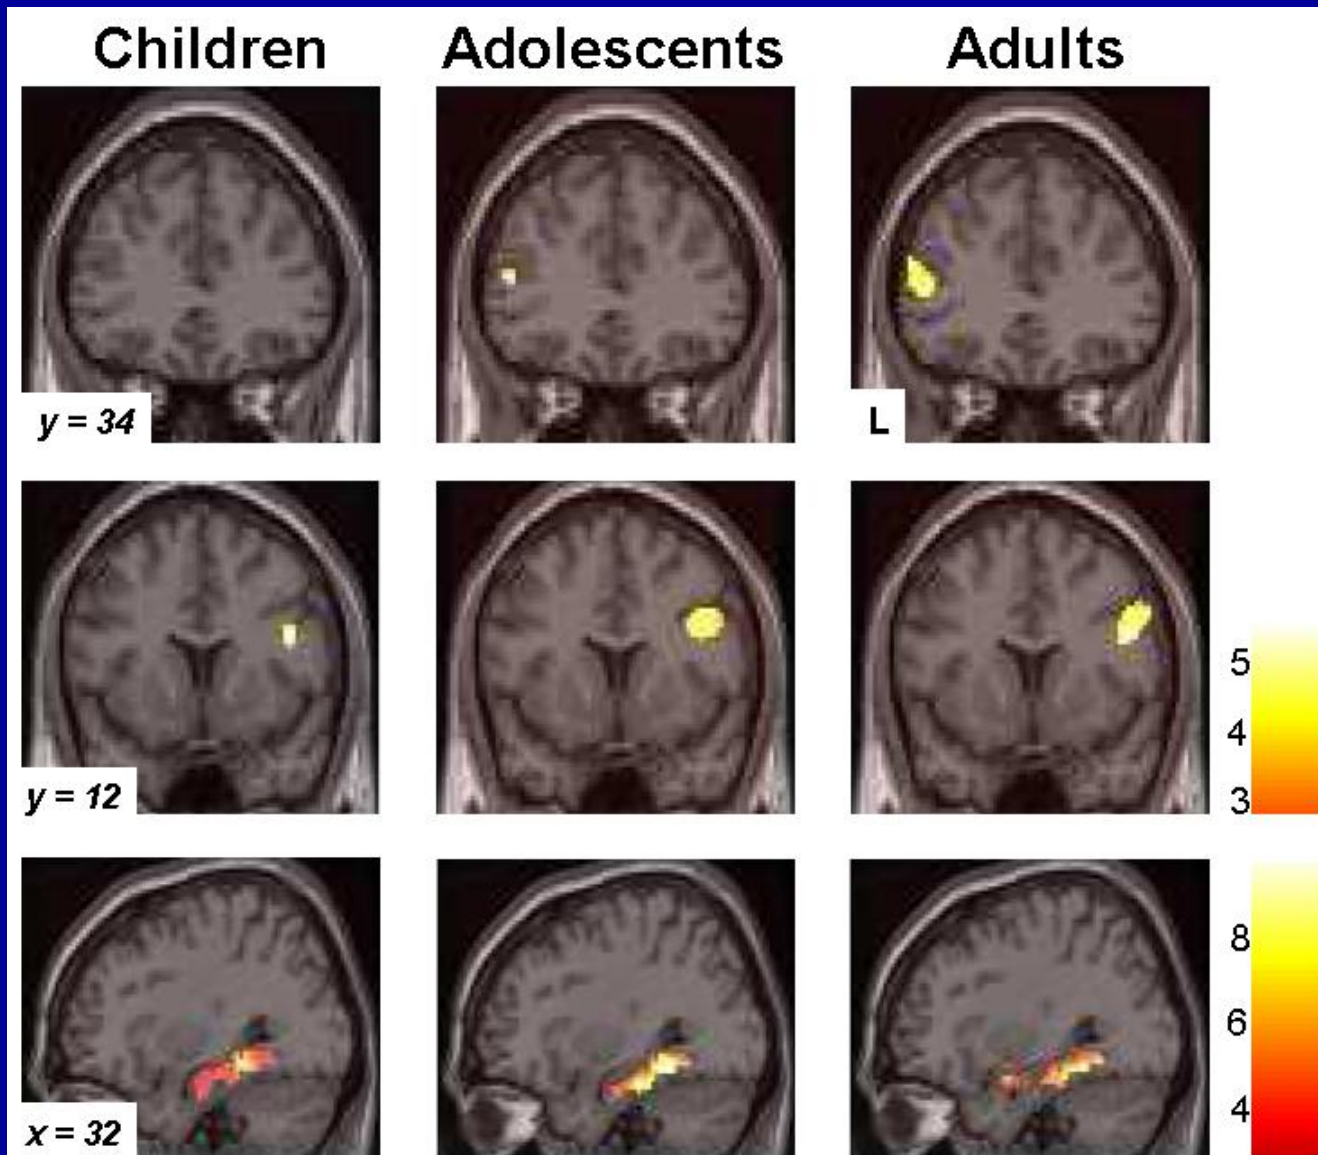 Children Adolescents Adults
y = 34
L
y = 12
5
4
3
x = 32
8
6
4